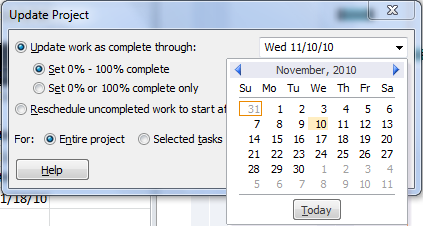 Update Project
Update work as complete through:
Wed 11/10/10
Set 0% - 100% complete
Set 0% or 100% complete only
Reschedule uncompleted work to start af
For:
Entire project
Selected tasks
Help
November, 2010
Su Mo Tu We Th Fr Sa
31 1 2 3 4 5 6
7 8 9 10 11 12 13
14 15 16 17 18 19 20
21 22 23 24 25 26 27
28 29 30 1 2 3 4
5 6 7 8 9 10 11
Today
1/18/10